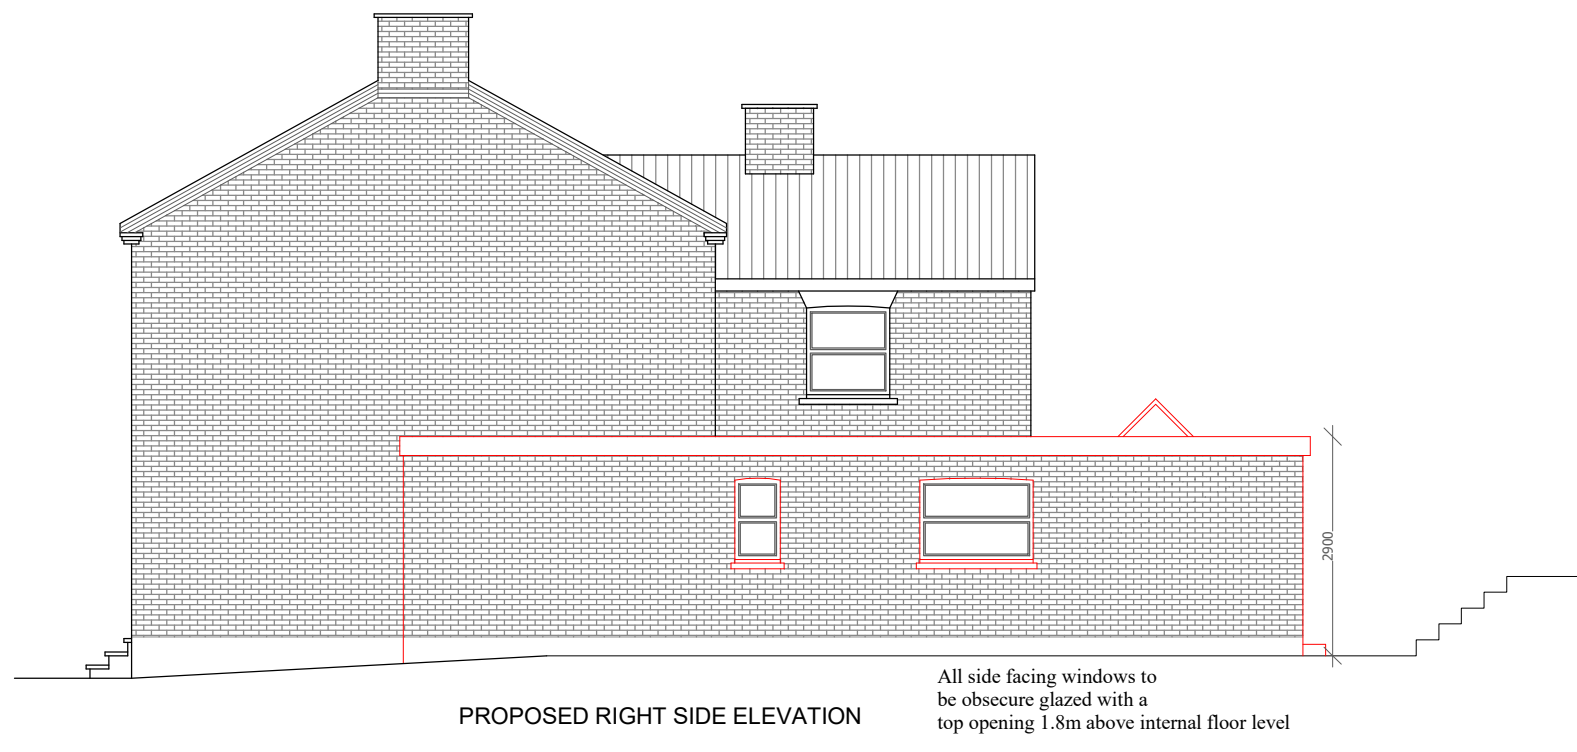 2900
All side facing windows to
be obsecure glazed with a
top opening 1.8m above internal floor level
PROPOSED RIGHT SIDE ELEVATION